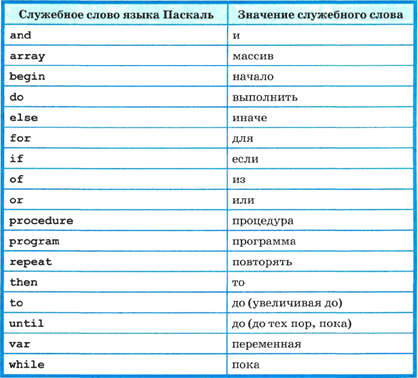 Служебное слово языка Паскаль Значение служебного слова
and и
array массив
begin начало
do выполнить
else иначе
for для
if если
of из
or или
procedure процедура
program программа
repeat повторять
then то
to до (увеличивая до)
until до (до тех пор, пока)
var переменная
while пока